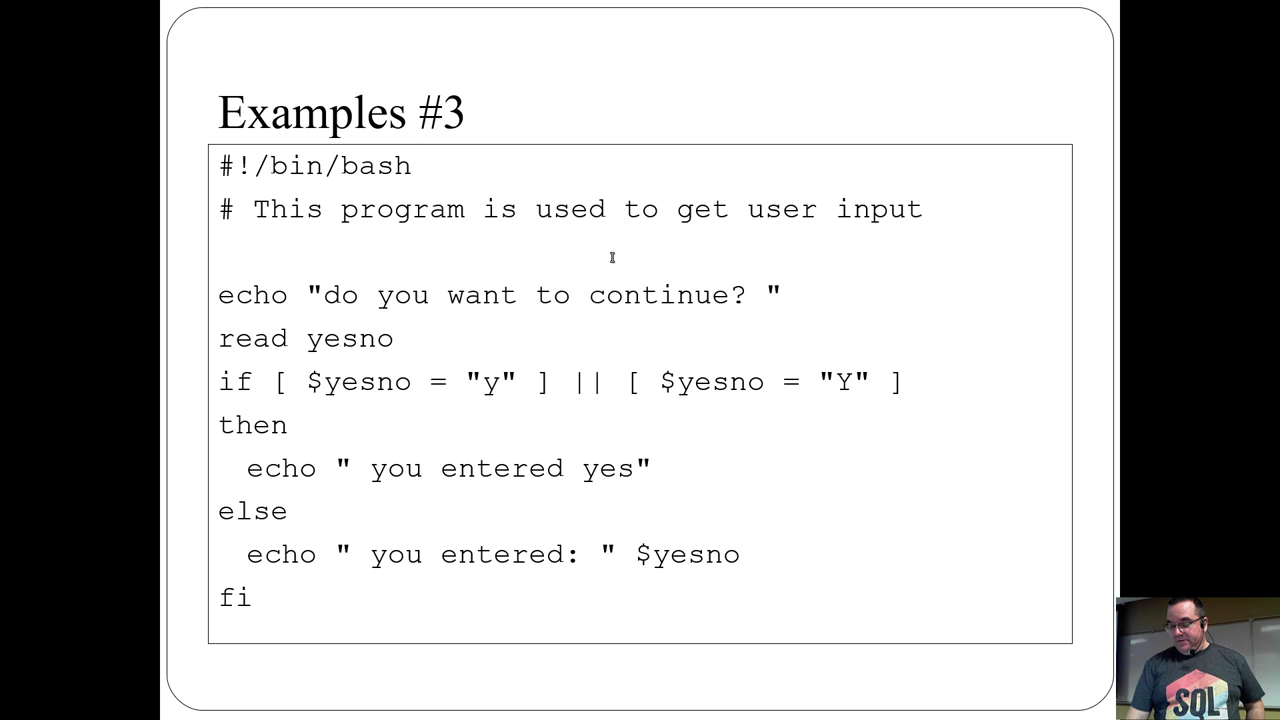 Examples #3
#!/bin/bash
# This program is used to get user input
echo "do you want to continue? "
read yesno
if [ $yesno = "y" ] || [ $yesno = "Y" ]
then
echo " you entered yes"
else
echo " you entered: " $yesno
fi
SQL